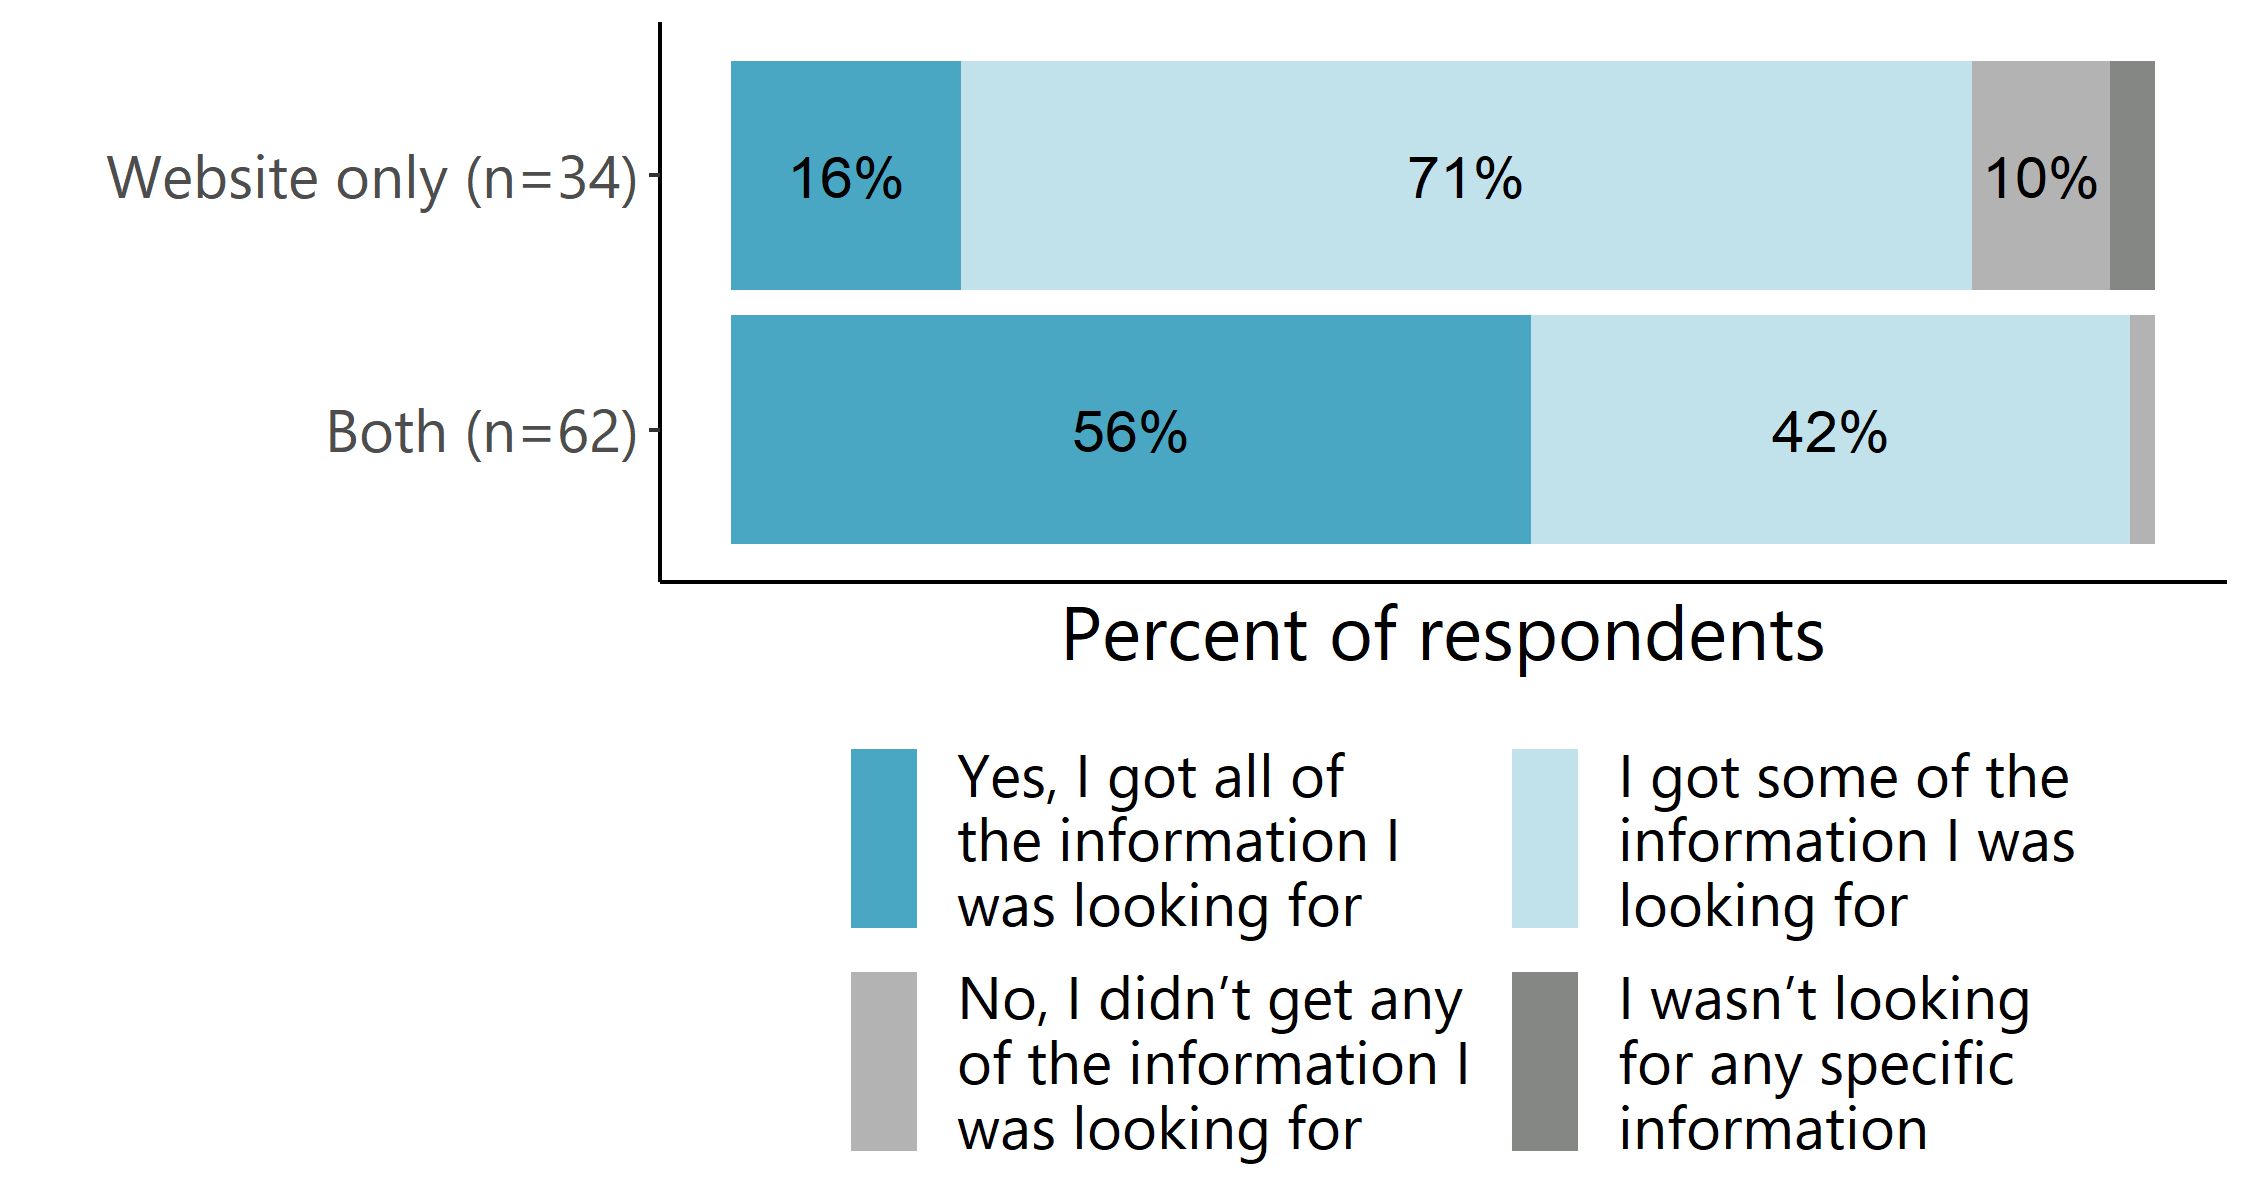 Website only (n=34)
16%
71%
10%
Both (n=62)
56%
42%
Percent of respondents
Yes, I got all of
the information I
was looking for
I got some of the
information I was
looking for
No, I didn’t get any
of the information I
was looking for
I wasn’t looking
for any specific
information